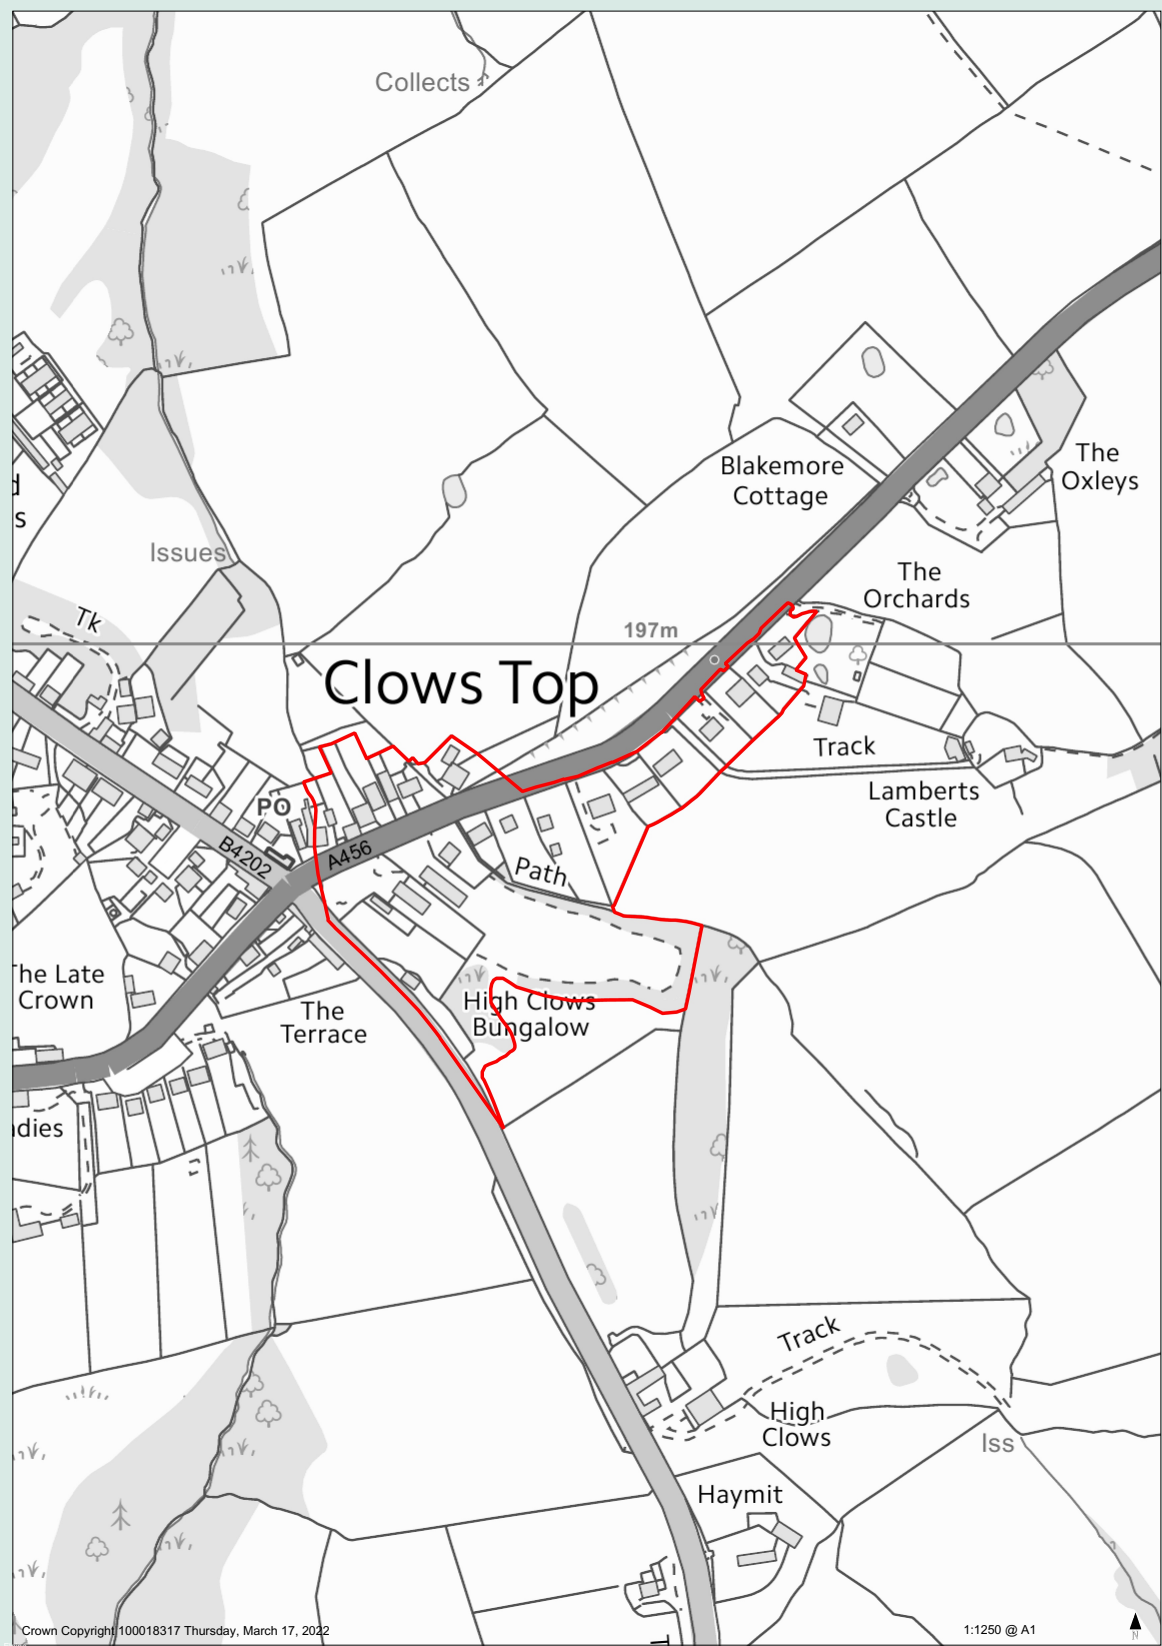 Collects
Blakemore
Cottage
The
Oxleys
d
s
Issues
The
Orchards
Tk
197m
Clows Top
Track
Lamberts
Castle
PO
B4202
A456
Path
The Late
Crown
The
Terrace
High Clows
Bungalow
dies
Track
High
Clows
Iss
Haymit
T
Crown Copyright 100018317 Thursday, March 17, 2022
1:1250 @ A1
N